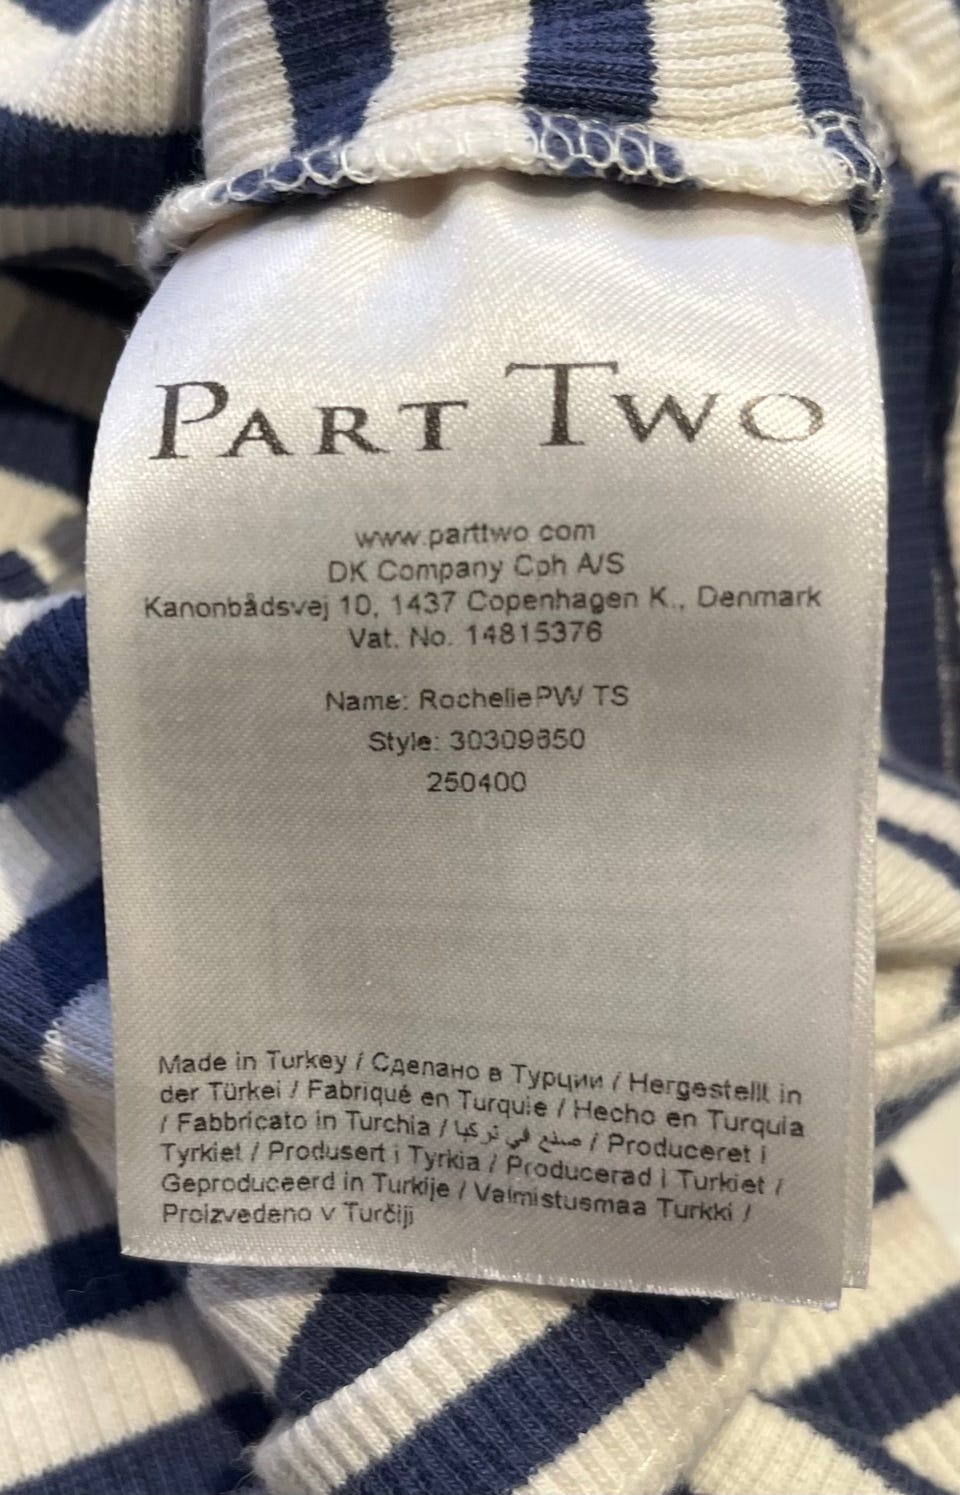 PART TWO
www.parttwo.com
DK Company Cph A/S
Kanonbådsvej 10, 1437 Copenhagen K., Denmark
Vat. No. 14815376
Name: RocheliePW TS
Style: 30309650
250400
Made in Turkey / Сделано в Турции / Hergestellt in
der Türkei / Fabriqué en Turquie / Hecho en Turquia
/ Fabbricato in Turchia / صنع في تركيا / Produceret i
Tyrkiet / Produsert i Tyrkia / Producerad i Turkiet /
Geproduceerd in Turkije / Valmistusmaa Turkki /
Proizvedeno v Turčiji